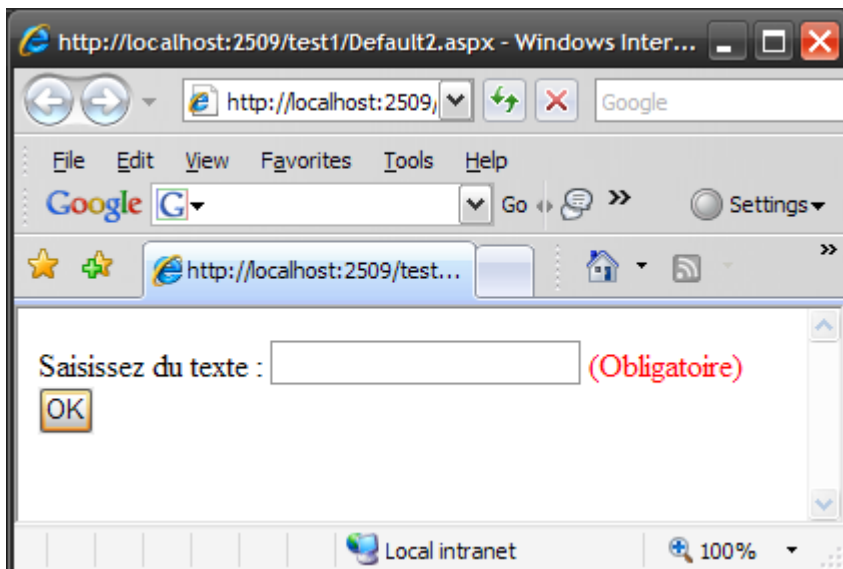 http://localhost:2509/test1/Default2.aspx - Windows Inter...
http://localhost:2509/ Google
File Edit View Favorites Tools Help
Google G Go Settings
http://localhost:2509/test...
Saisissez du texte : (Obligatoire)
OK
Local intranet 100%